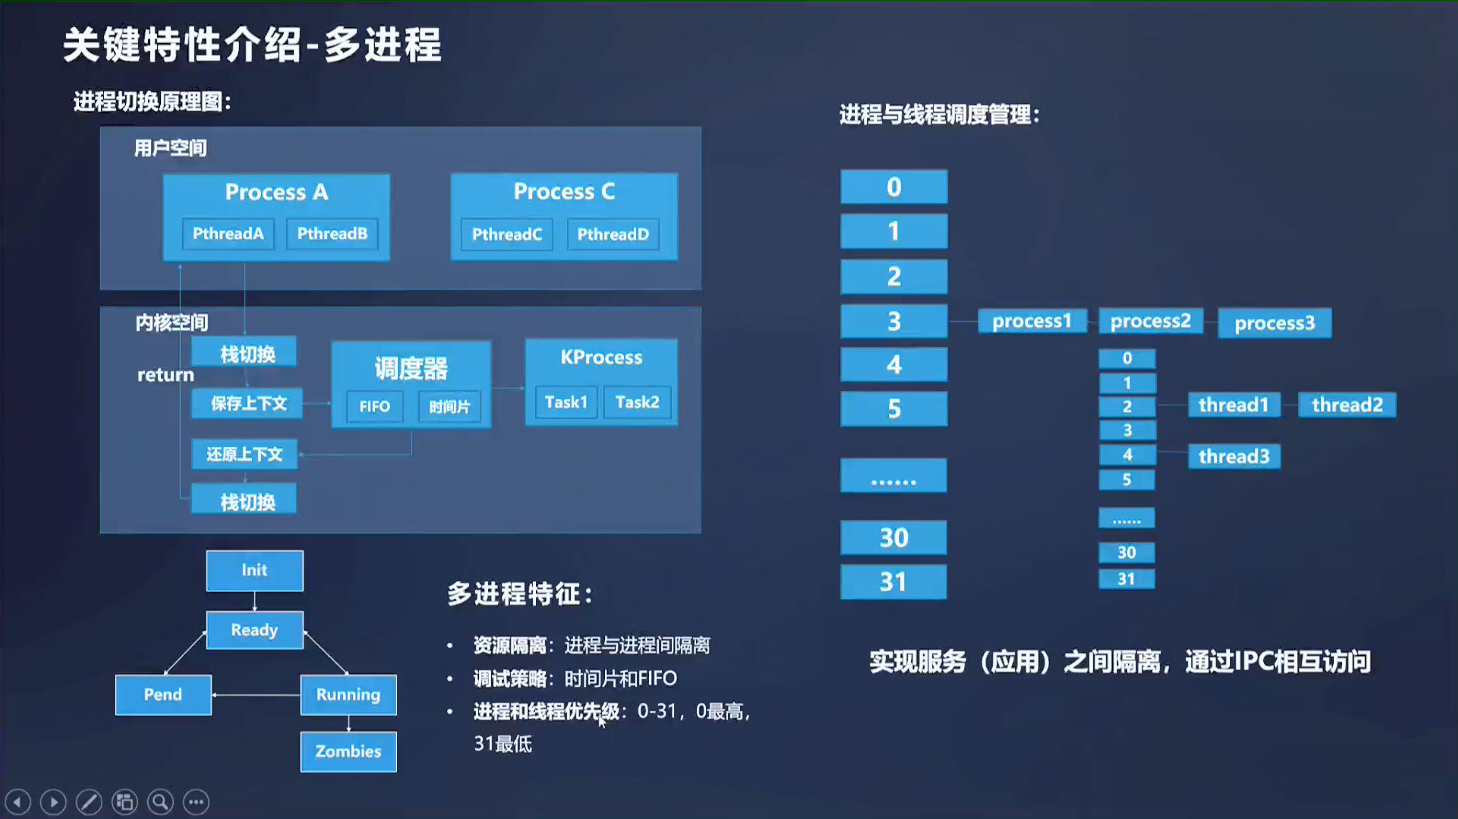 关键特性介绍-多进程
进程切换原理图：
用户空间
Process A
PthreadA
PthreadB
Process C
PthreadC
PthreadD
内核空间
栈切换
return
保存上下文
还原上下文
栈切换
调度器
FIFO
时间片
KProcess
Task1
Task2
Init
Ready
Pend
Running
Zombies
多进程特征：
• 资源隔离：进程与进程间隔离
• 调试策略：时间片和FIFO
• 进程和线程优先级：0-31，0最高，
31最低
进程与线程调度管理：
0
1
2
3
4
5
......
30
31
process1
process2
process3
0
1
2
3
4
5
......
30
31
thread1
thread2
thread3
实现服务（应用）之间隔离，通过IPC相互访问